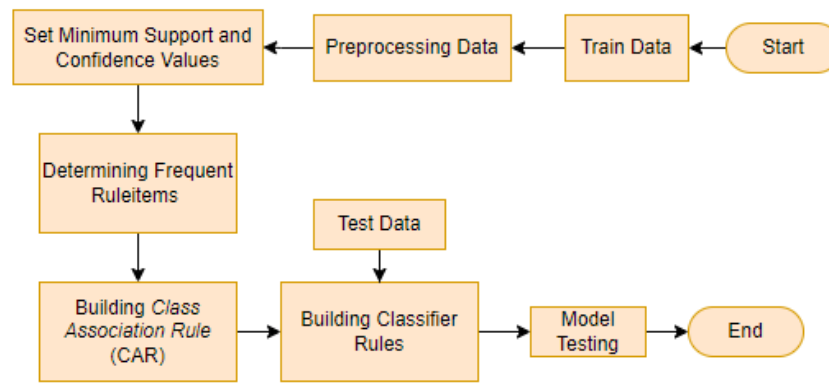 Start
Train Data
Preprocessing Data
Set Minimum Support and
Confidence Values
Determining Frequent
Ruleitems
Building Class
Association Rule
(CAR)
Test Data
Building Classifier
Rules
Model
Testing
End